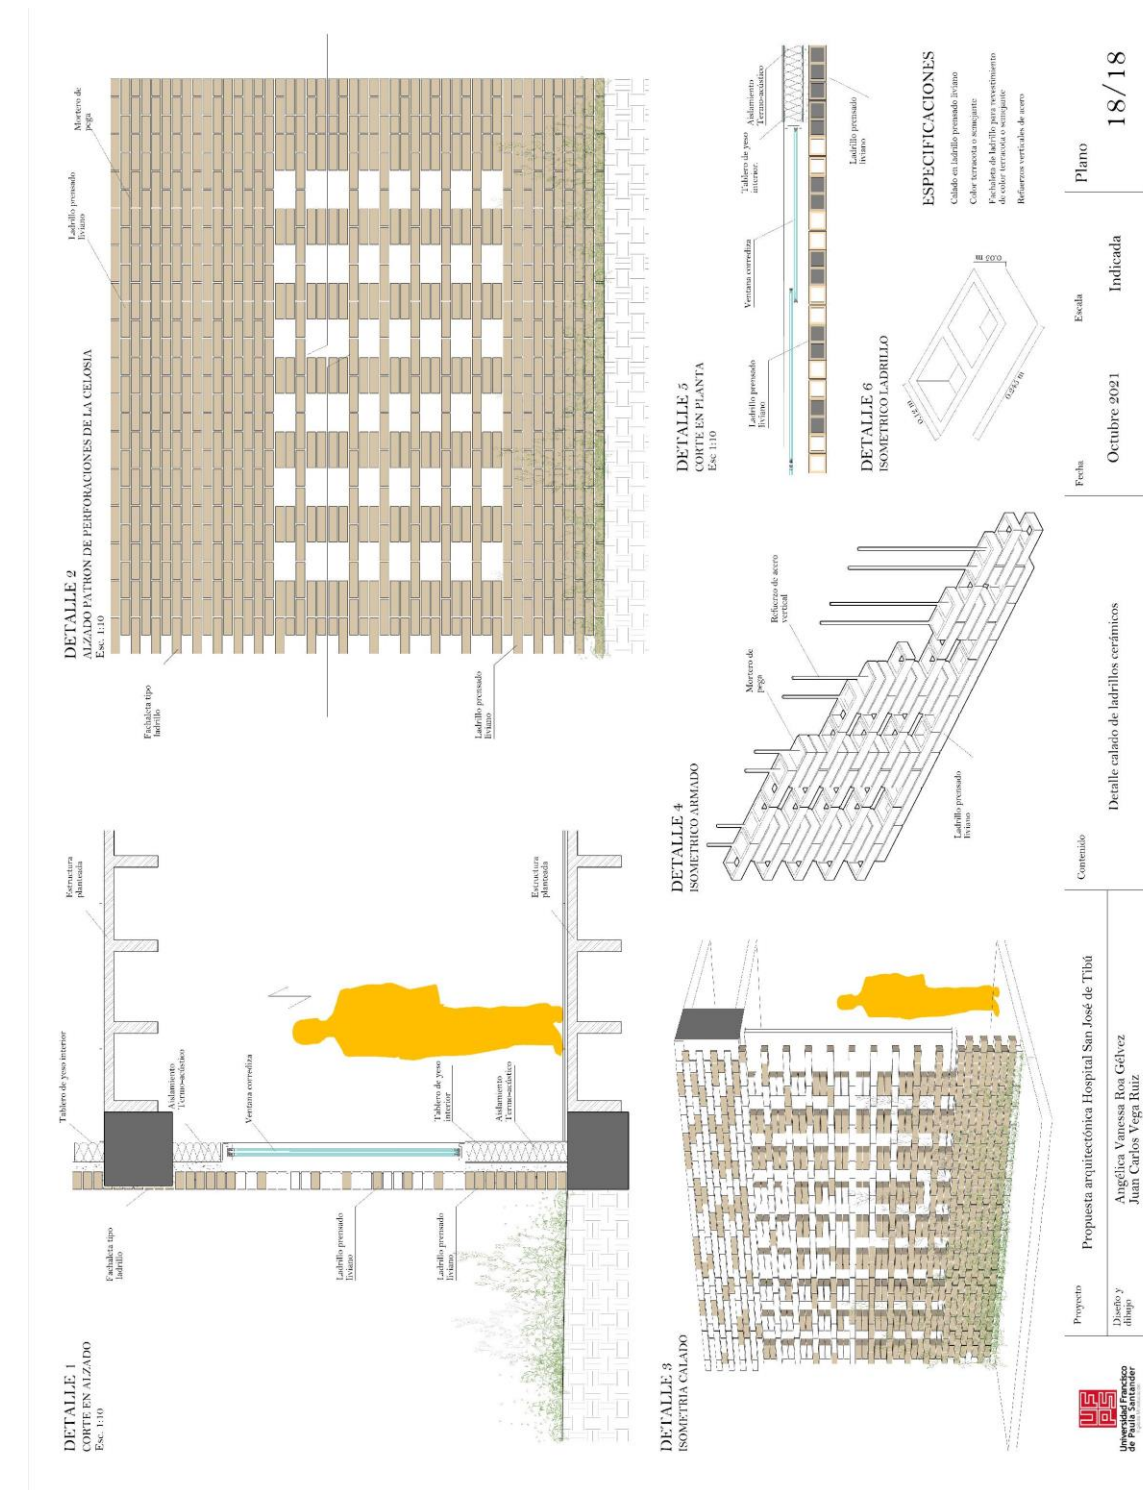 DETALLE 1
CORTE EN ALZADO
Esc. 1:10
Fachaleta tipo
ladrillo
Tablero de yeso interior
Aislamiento
Termo-acústico
Ventana corrediza
Ladrillo prensado
liviano
Ladrillo prensado
liviano
Tablero de yeso
interior
Aislamiento
Termo-acústico
Estructura
planteada
Estructura
planteada
DETALLE 2
ALZADO PATRON DE PERFORACIONES DE LA CELOSIA
Esc. 1:10
Fachaleta tipo
ladrillo
Ladrillo prensado
liviano
Ladrillo prensado
liviano
Mortero de
pega
DETALLE 3
ISOMETRIA CALADO
DETALLE 4
ISOMETRICO ARMADO
Ladrillo prensado
liviano
Mortero de
pega
Refuerzo de acero
vertical
DETALLE 5
CORTE EN PLANTA
Esc 1:10
Ladrillo prensado
liviano
Ventana corrediza
Tablero de yeso
interior.
Aislamiento
Termo-acústico
Ladrillo prensado
liviano
DETALLE 6
ISOMETRICO LADRILLO
0.12 m
0.245 m
0.05 m
ESPECIFICACIONES
Calado en ladrillo prensado liviano
Color terracota o semejante
Fachaleta de ladrillo para revestimiento
de color terracota o semejante
Refuerzos verticales de acero
UFPS
Universidad Francisco
de Paula Santander
Proyecto
Propuesta arquitectónica Hospital San José de Tibú
Diseño y
dibujo
Angélica Vanessa Roa Gélvez
Juan Carlos Vega Ruiz
Contenido
Detalle calado de ladrillos cerámicos
Fecha
Octubre 2021
Escala
Indicada
Plano
18/18